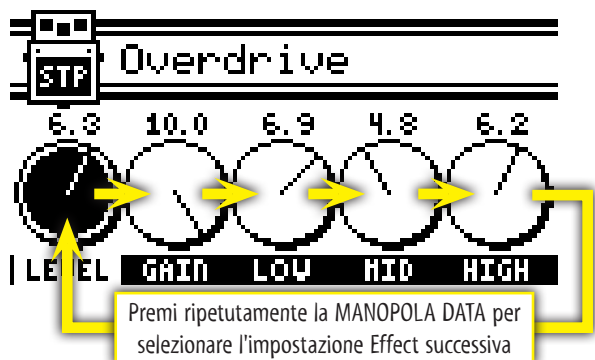 STP Overdrive
6.3 10.0 6.9 4.8 6.2
LEVEL GAIN LOW MID HIGH
Premi ripetutamente la MANOPOLA DATA per
selezionare l'impostazione Effect successiva